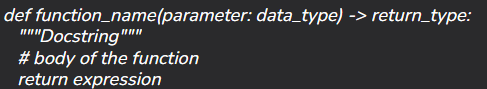 def function_name(parameter: data_type) -> return_type:
    """Docstring"""
    # body of the function
    return expression